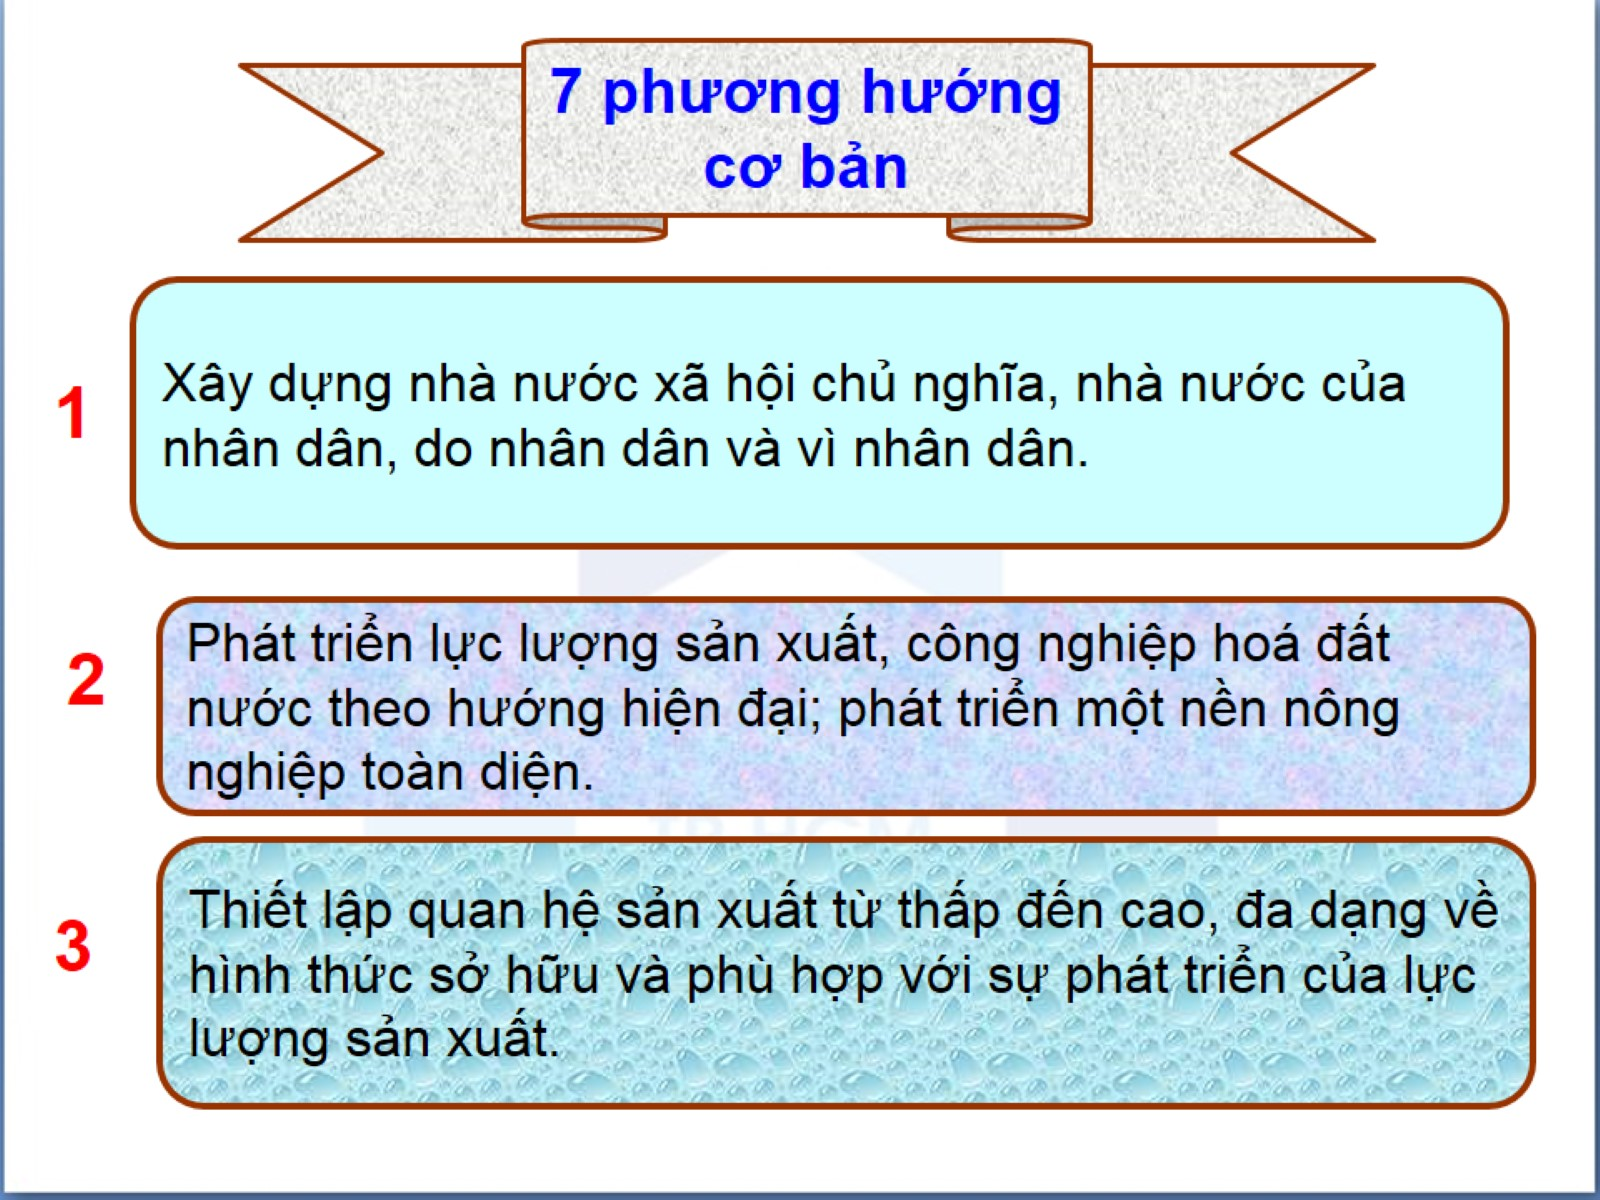 7 phương hướng
cơ bản
1
Xây dựng nhà nước xã hội chủ nghĩa, nhà nước của
nhân dân, do nhân dân và vì nhân dân.
2
Phát triển lực lượng sản xuất, công nghiệp hoá đất
nước theo hướng hiện đại; phát triển một nền nông
nghiệp toàn diện.
TP.HCM
3
Thiết lập quan hệ sản xuất từ thấp đến cao, đa dạng về
hình thức sở hữu và phù hợp với sự phát triển của lực
lượng sản xuất.